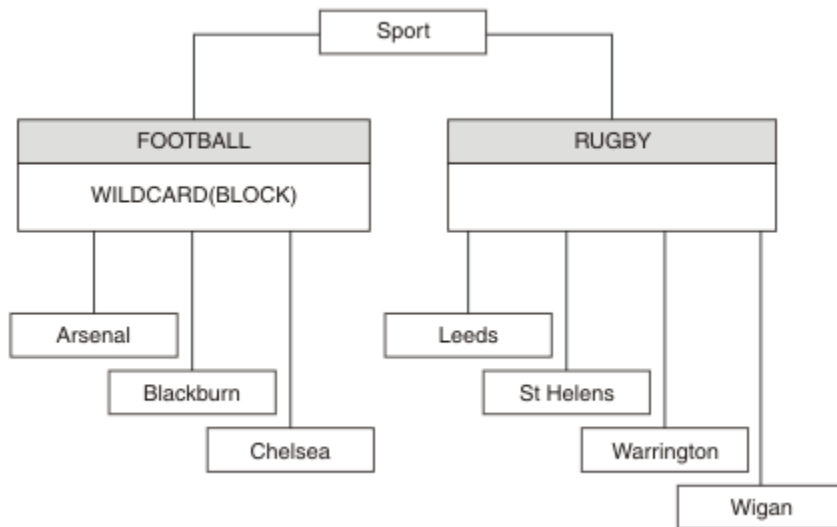 Sport
FOOTBALL
RUGBY
WILDCARD(BLOCK)
Arsenal
Leeds
Blackburn
St Helens
Chelsea
Warrington
Wigan